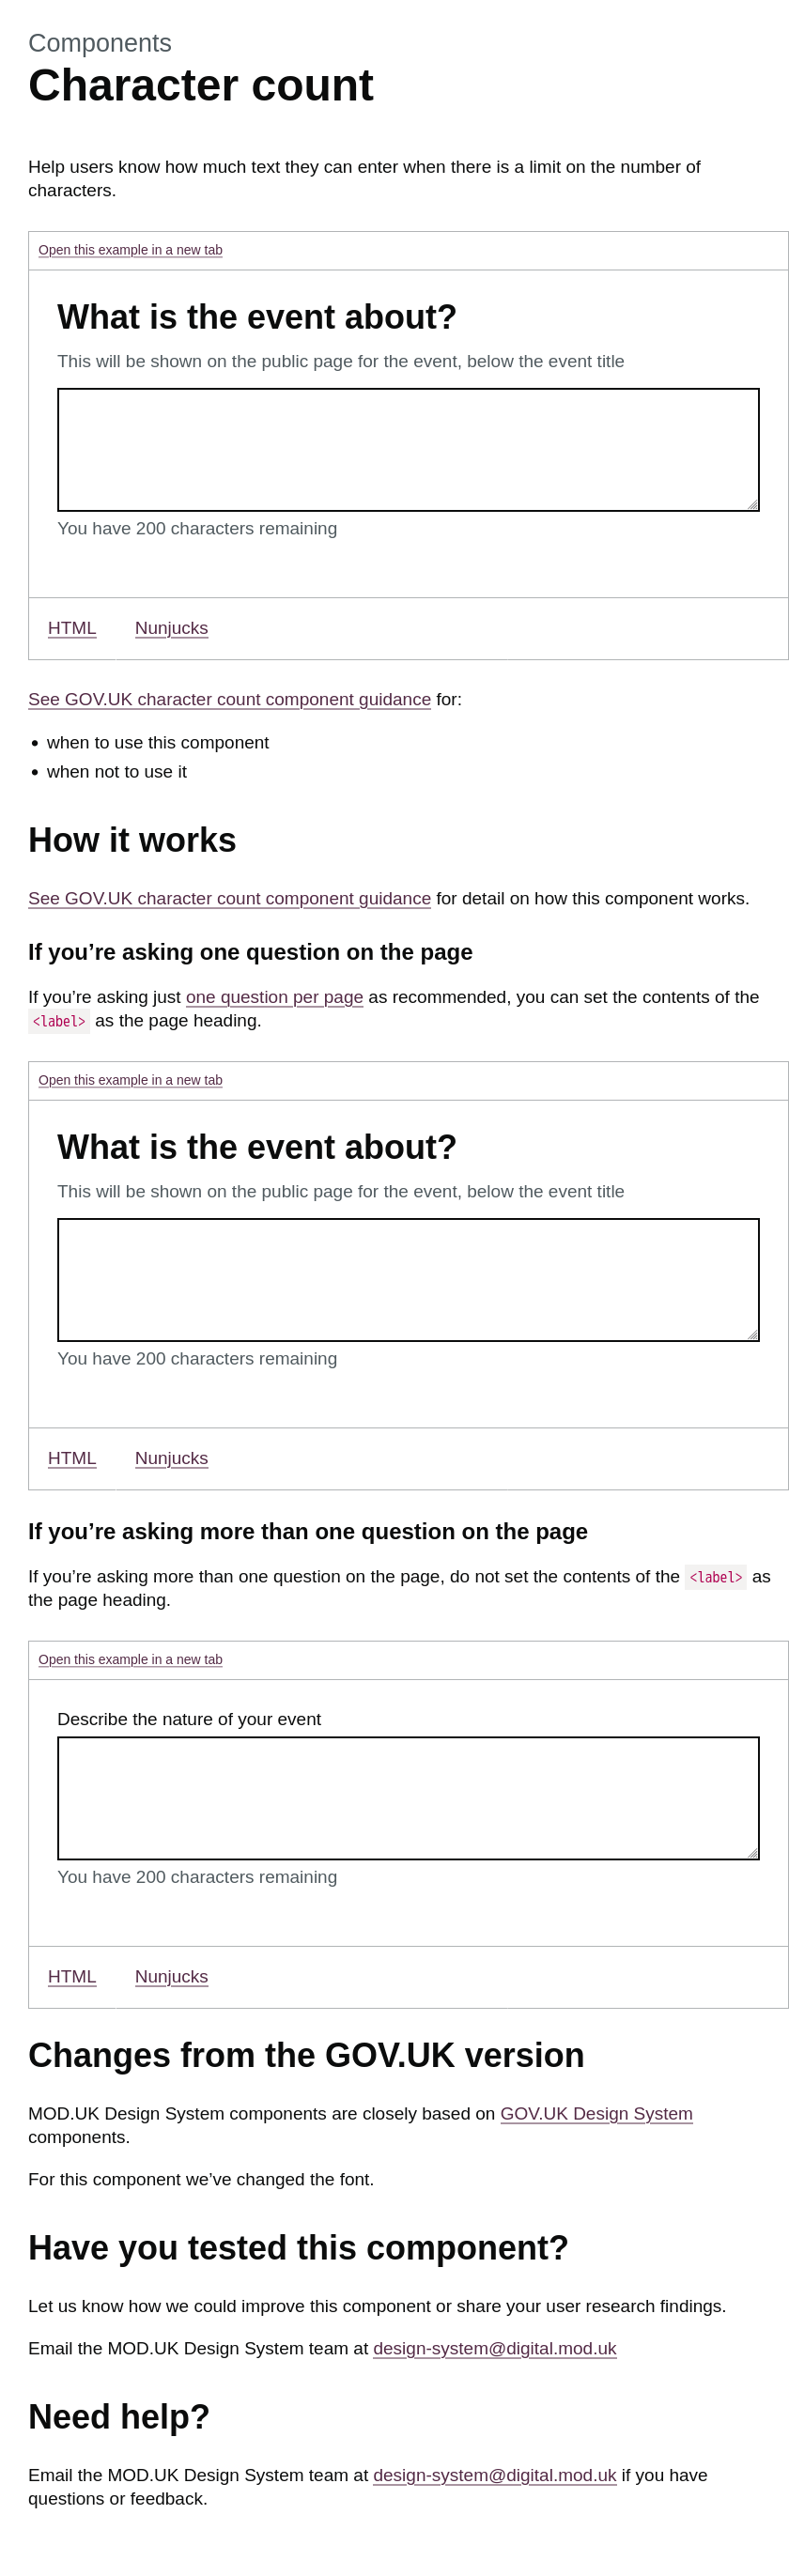 Components
Character count
Help users know how much text they can enter when there is a limit on the number of
characters.
Open this example in a new tab
What is the event about?
This will be shown on the public page for the event, below the event title
You have 200 characters remaining
HTML Nunjucks
See GOV.UK character count component guidance for:
• when to use this component
• when not to use it
How it works
See GOV.UK character count component guidance for detail on how this component works.
If you’re asking one question on the page
If you’re asking just one question per page as recommended, you can set the contents of the
<label> as the page heading.
Open this example in a new tab
What is the event about?
This will be shown on the public page for the event, below the event title
You have 200 characters remaining
HTML Nunjucks
If you’re asking more than one question on the page
If you’re asking more than one question on the page, do not set the contents of the <label> as
the page heading.
Open this example in a new tab
Describe the nature of your event
You have 200 characters remaining
HTML Nunjucks
Changes from the GOV.UK version
MOD.UK Design System components are closely based on GOV.UK Design System
components.
For this component we’ve changed the font.
Have you tested this component?
Let us know how we could improve this component or share your user research findings.
Email the MOD.UK Design System team at design-system@digital.mod.uk
Need help?
Email the MOD.UK Design System team at design-system@digital.mod.uk if you have
questions or feedback.